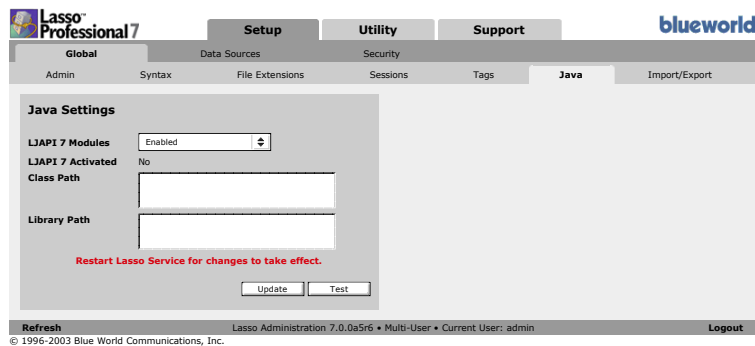 Lasso™
Professional 7
Setup Utility Support
blueworld
Global Data Sources Security
Admin Syntax File Extensions Sessions Tags Java Import/Export
Java Settings
LJAPI 7 Modules Enabled
LJAPI 7 Activated No
Class Path
Library Path
Restart Lasso Service for changes to take effect.
Update Test
Refresh Lasso Administration 7.0.0a5r6 • Multi-User • Current User: admin Logout
© 1996-2003 Blue World Communications, Inc.